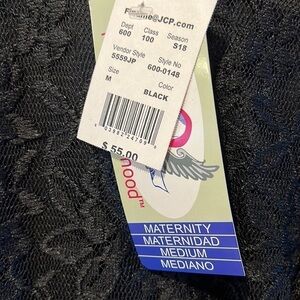 @JCP.com
Dept Class Season
600 100 S18
Vendor Style Style No
5559JP 600-0148
Size Color
M BLACK
$ 55.00
hood™
MATERNITY
MATERNIDAD
MEDIUM
MEDIANO